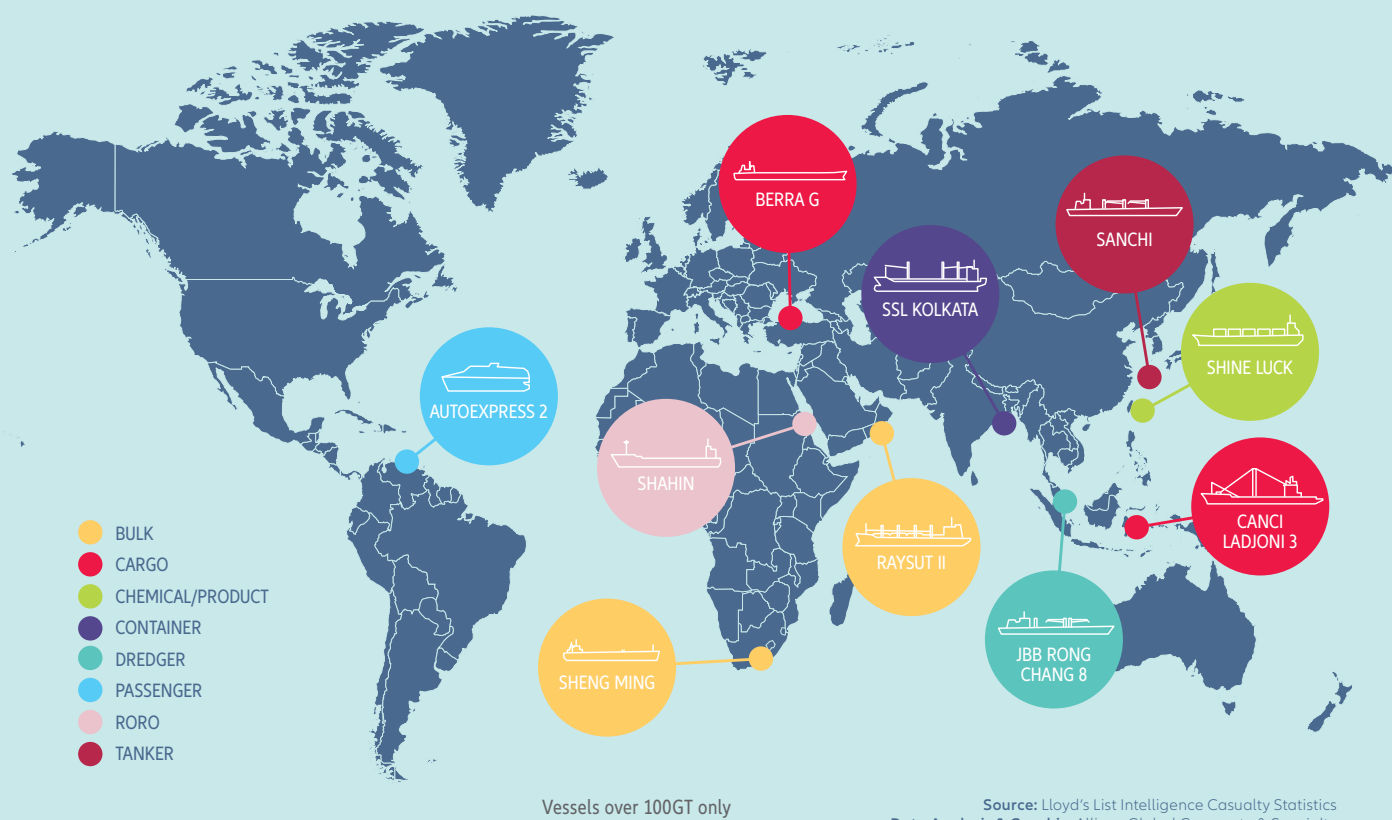 BERRA G
SANCHI
SSL KOLKATA
SHINE LUCK
AUTOEXPRESS 2
SHAHIN
RAYSUT II
CANCI
LADJONI 3
JBB RONG
CHANG 8
SHENG MING
BULK
CARGO
CHEMICAL/PRODUCT
CONTAINER
DREDGER
PASSENGER
RORO
TANKER
Vessels over 100GT only
Source: Lloyd's List Intelligence Casualty Statistics